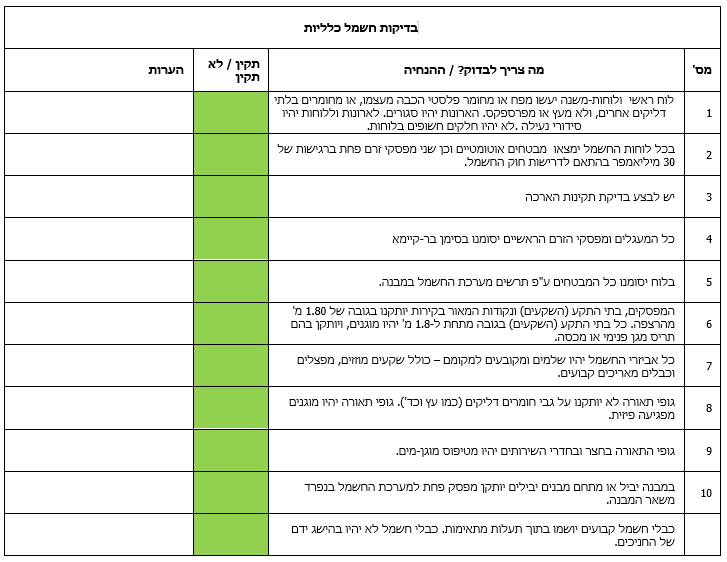 בדיקות חשמל כלליות
מס' מה צריך לבדוק? / ההנחיה תקין / לא הערות
תקין
לוח ראשי ולוחות-משנה יעשו מפח או מחומר פלסטי הכבה מעצמו, או מחומרים בלתי
1 דליקים אחרים, ולא מעץ או מפרספקס. הארונות יהיו סגורים. לארונות וללוחות יהיו
סידורי נעילה .לא יהיו חלקים חשופים בלוחות.
2 בכל לוחות החשמל ימצאו מבטחים אוטומטיים וכן שני מפסקי זרם פחת ברגישות של
30 מיליאמפר בהתאם לדרישות חוק החשמל.
3 יש לבצע בדיקת תקינות הארכה
4 כל המעגלים ומפסקי הזרם הראשיים יסומנו בסימן בר-קיימא
5 בלוח יסומנו כל המבטחים ע"פ תרשים מערכת החשמל במבנה.
המפסקים, בתי התקע (השקעים) ונקודות המאור בקירות יותקנו בגובה של 1.80 מ'
6 מהרצפה. כל בתי התקע (השקעים) בגובה מתחת ל-1.8 מ' יהיו מוגנים, ויותקן בהם
תריס מגן פנימי או מכסה.
7 כל אביזרי החשמל יהיו שלמים ומקובעים למקומם – כולל שקעים מוזזים, מפצלים
וכבלים מאריכים קבועים.
8 גופי תאורה לא יותקנו על גבי חומרים דליקים (כמו עץ וכד'). גופי תאורה יהיו מוגנים
מפגיעה פיזית.
9 גופי התאורה בחצר ובחדרי השירותים יהיו מטיפוס מוגן-מים.
10 במבנה יביל או מתחם מבנים יבילים יותקן מפסק פחת למערכת החשמל בנפרד
משאר המבנה.
כבלי חשמל קבועים יושמו בתוך תעלות מתאימות. כבלי חשמל לא יהיו בהישג ידם
של החניכים.